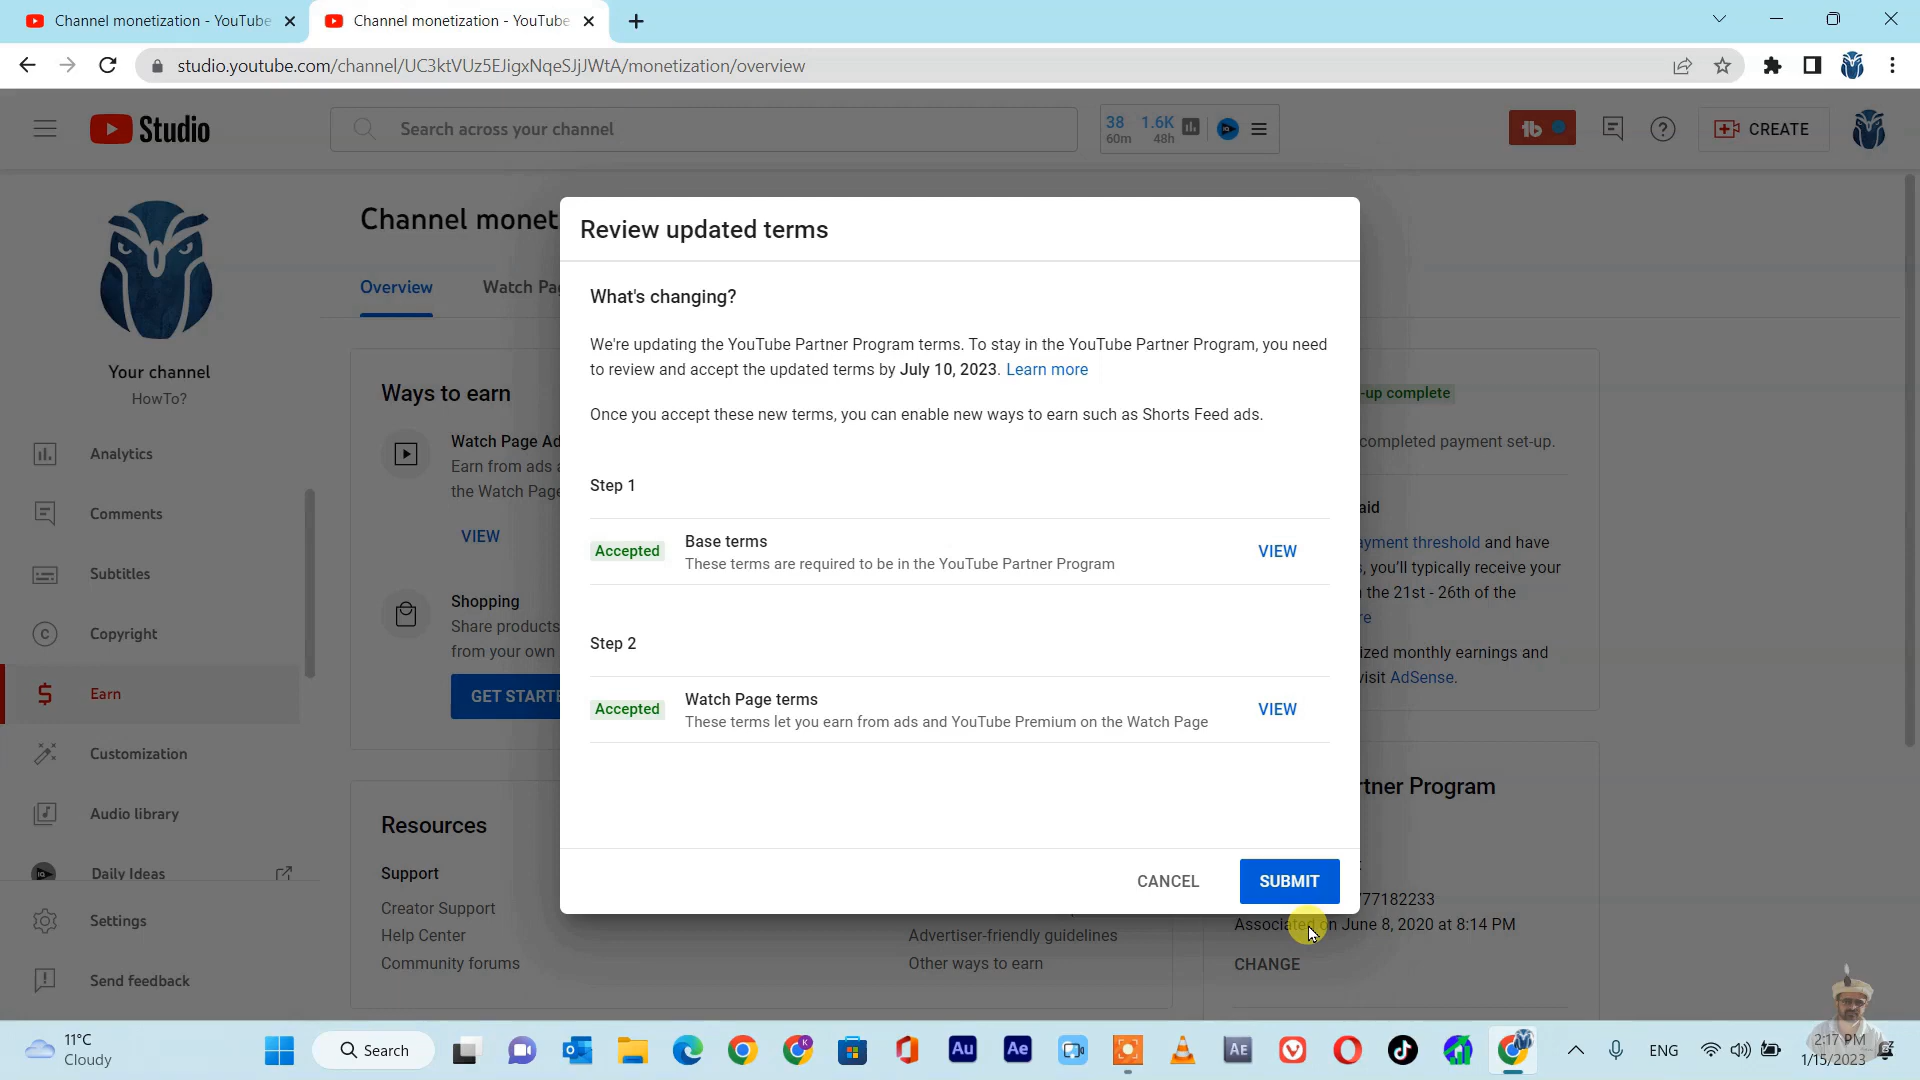 Channel monetization - YouTube
Channel monetization - YouTube
studio.youtube.com/channel/UC3ktVUz5EJigxNqeSJjJWtA/monetization/overview
Studio
Search across your channel
38 1.6K
60m 48h
CREATE
Your channel
HowTo?
Analytics
Comments
Subtitles
Copyright
Earn
Customization
Audio library
Daily Ideas
Settings
Send feedback
Channel monet
Overview
Watch Pag
Ways to earn
Watch Page Ad
Earn from ads
the Watch Page
VIEW
Shopping
Share products
from your own
GET STARTE
Resources
Support
Creator Support
Help Center
Community forums
Advertiser-friendly guidelines
Other ways to earn
Review updated terms
What's changing?
We're updating the YouTube Partner Program terms. To stay in the YouTube Partner Program, you need
to review and accept the updated terms by July 10, 2023. Learn more
Once you accept these new terms, you can enable new ways to earn such as Shorts Feed ads.
Step 1
Accepted
Base terms
These terms are required to be in the YouTube Partner Program
VIEW
Step 2
Accepted
Watch Page terms
These terms let you earn from ads and YouTube Premium on the Watch Page
VIEW
CANCEL
SUBMIT
-up complete
completed payment set-up.
aid
ayment threshold and have
s, you'll typically receive your
the 21st - 26th of the
re
ized monthly earnings and
visit AdSense.
rtner Program
77182233
Associated on June 8, 2020 at 8:14 PM
CHANGE
11°C
Cloudy
Search
ENG
2:17 PM
1/15/2023